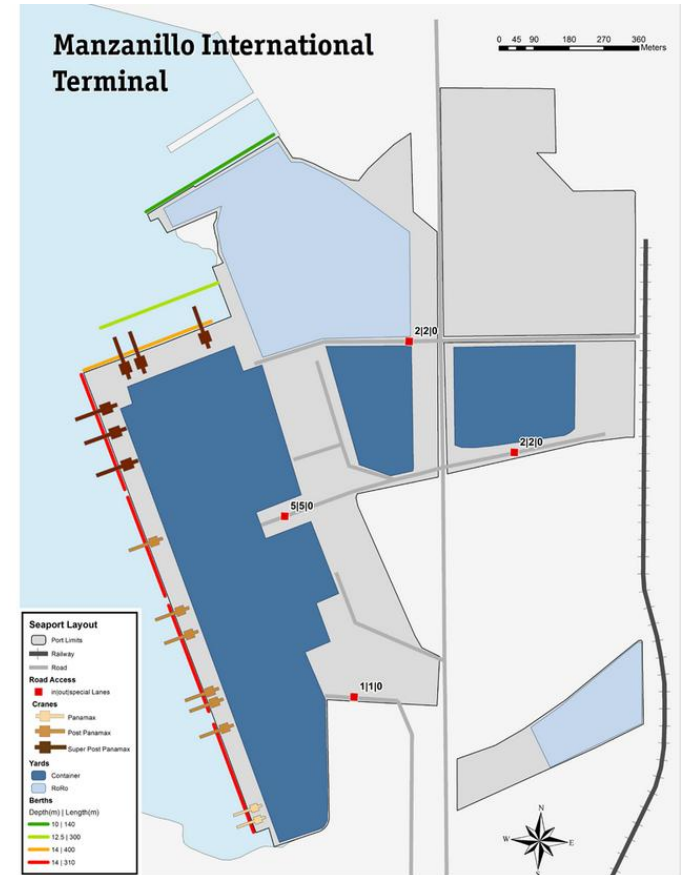 Manzanillo International
Terminal
0 45 90 180 270 360
Meters
2|2|0
2|2|0
5|5|0
1|1|0
Seaport Layout
Port Limits
Railway
Road
Road Access
in|out|special Lanes
Cranes
Panamax
Post Panamax
Super Post Panamax
Yards
Container
RoRo
Berths
Depth(m) | Length(m)
10 | 140
12.5 | 300
14 | 400
14 | 310
N
W E
S